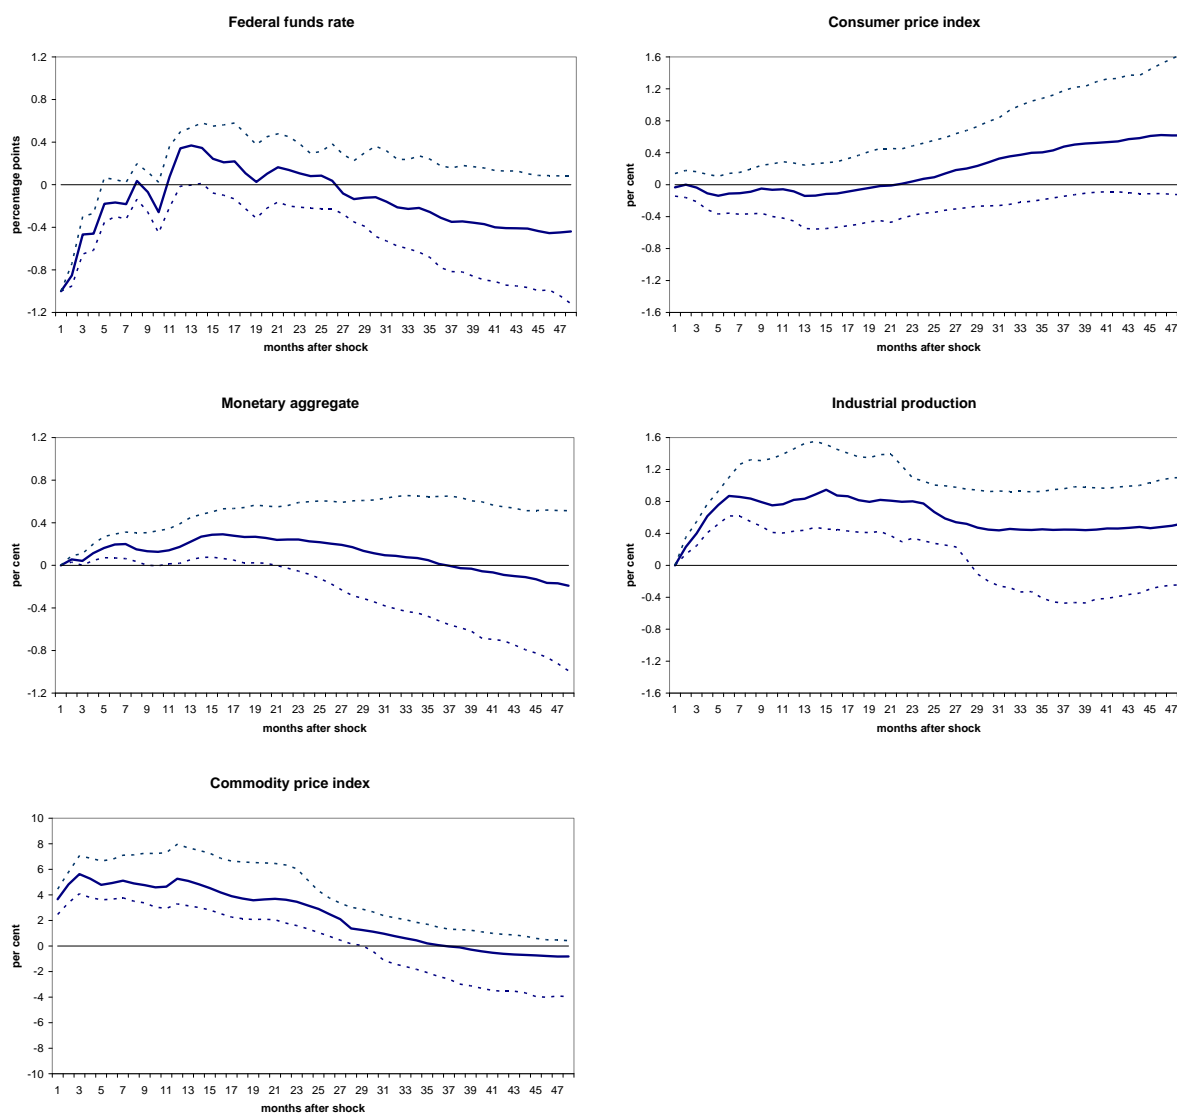 Federal funds rate
1.2
0.8
0.4
0
-0.4
-0.8
-1.2
percentage points
1 3 5 7 9 11 13 15 17 19 21 23 25 27 29 31 33 35 37 39 41 43 45 47
months after shock
Consumer price index
1.6
1.2
0.8
0.4
0
-0.4
-0.8
-1.2
-1.6
per cent
1 3 5 7 9 11 13 15 17 19 21 23 25 27 29 31 33 35 37 39 41 43 45 47
months after shock
Monetary aggregate
1.2
0.8
0.4
0
-0.4
-0.8
-1.2
per cent
1 3 5 7 9 11 13 15 17 19 21 23 25 27 29 31 33 35 37 39 41 43 45 47
months after shock
Industrial production
1.6
1.2
0.8
0.4
0
-0.4
-0.8
-1.2
-1.6
per cent
1 3 5 7 9 11 13 15 17 19 21 23 25 27 29 31 33 35 37 39 41 43 45 47
months after shock
Commodity price index
10
8
6
4
2
0
-2
-4
-6
-8
-10
per cent
1 3 5 7 9 11 13 15 17 19 21 23 25 27 29 31 33 35 37 39 41 43 45 47
months after shock